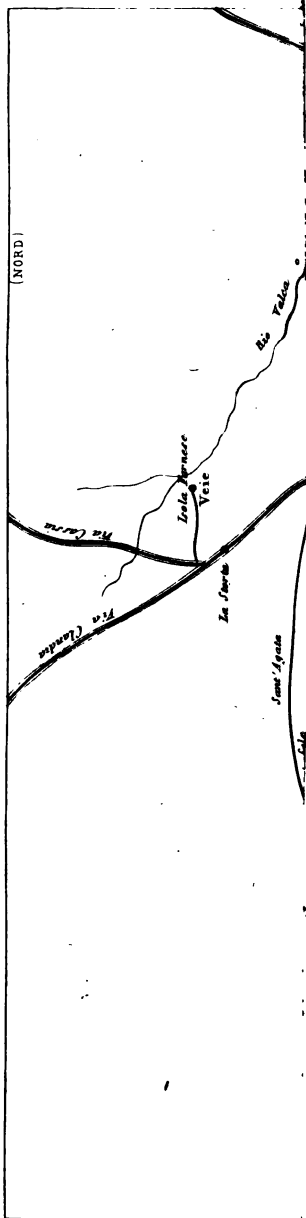 (NORD)
Rio Valca
Isola Farnese
Veie
Via Cassia
Via Claudia
La Storta
Sant'Agata